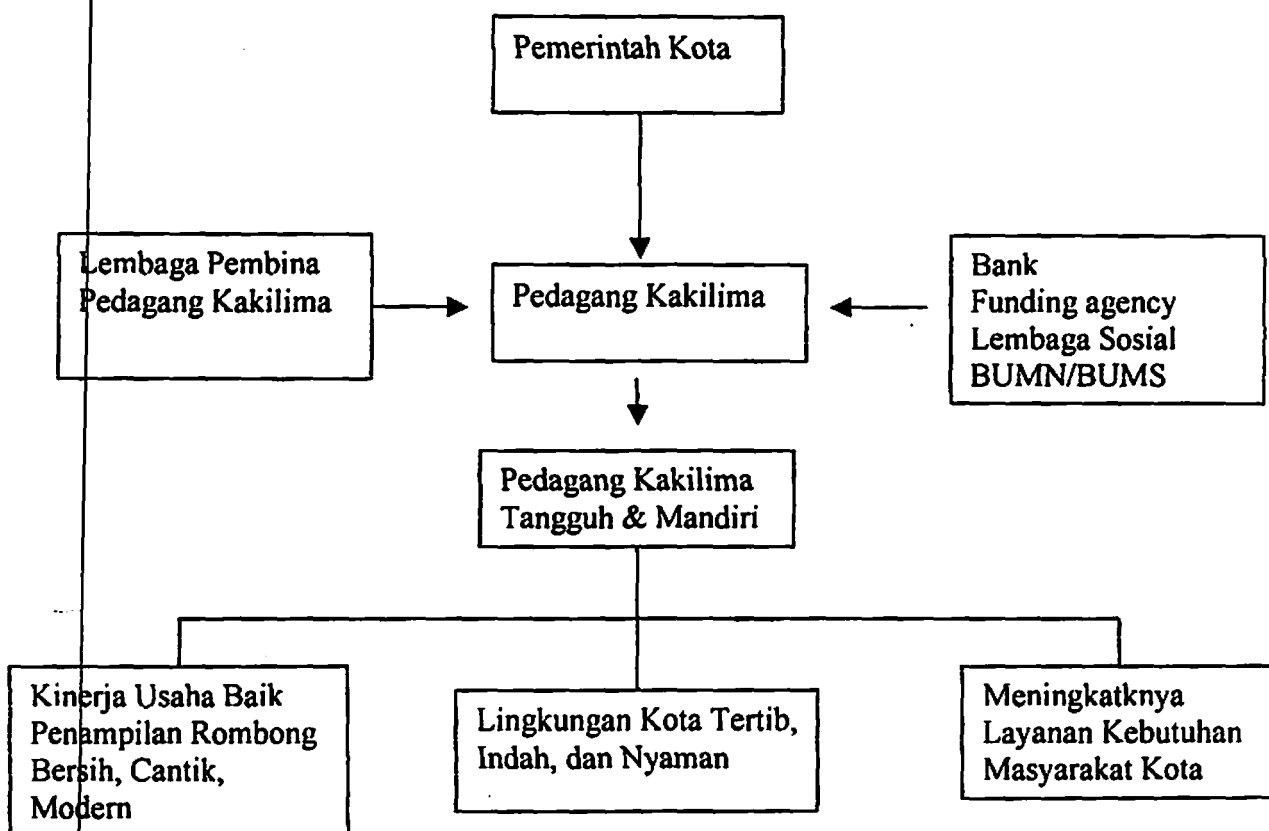 Pemerintah Kota
Lembaga Pembina
Pedagang Kakilima
Pedagang Kakilima
Bank
Funding agency
Lembaga Sosial
BUMN/BUMS
Pedagang Kakilima
Tangguh & Mandiri
Kinerja Usaha Baik
Penampilan Rombong
Bersih, Cantik,
Modern
Lingkungan Kota Tertib,
Indah, dan Nyaman
Meningkatknya
Layanan Kebutuhan
Masyarakat Kota